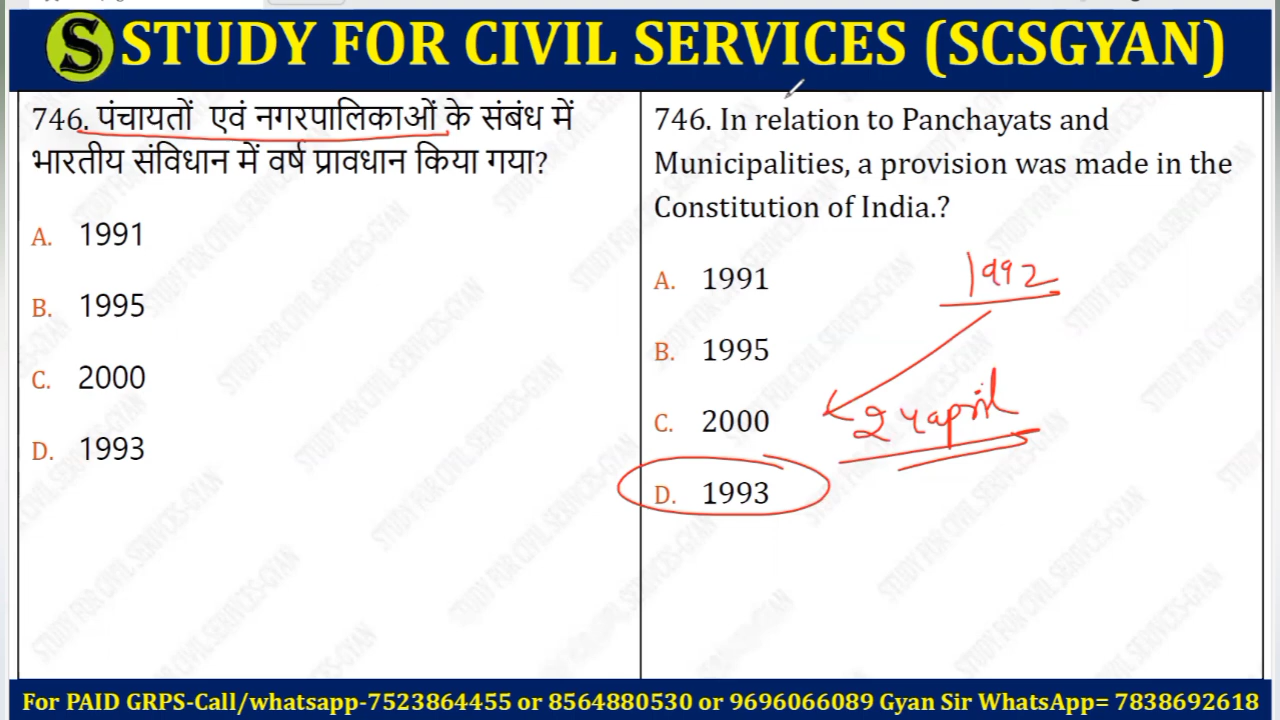 S STUDY FOR CIVIL SERVICES (SCSGYAN)
746. पंचायतों एवं नगरपालिकाओं के संबंध में
भारतीय संविधान में वर्ष प्रावधान किया गया?
A. 1991
B. 1995
C. 2000
D. 1993
746. In relation to Panchayats and
Municipalities, a provision was made in the
Constitution of India.?
A. 1991
B. 1995
C. 2000
D. 1993
1992
24 april
For PAID GRPS-Call/whatsapp-7523864455 or 8564880530 or 9696066089 Gyan Sir WhatsApp= 7838692618